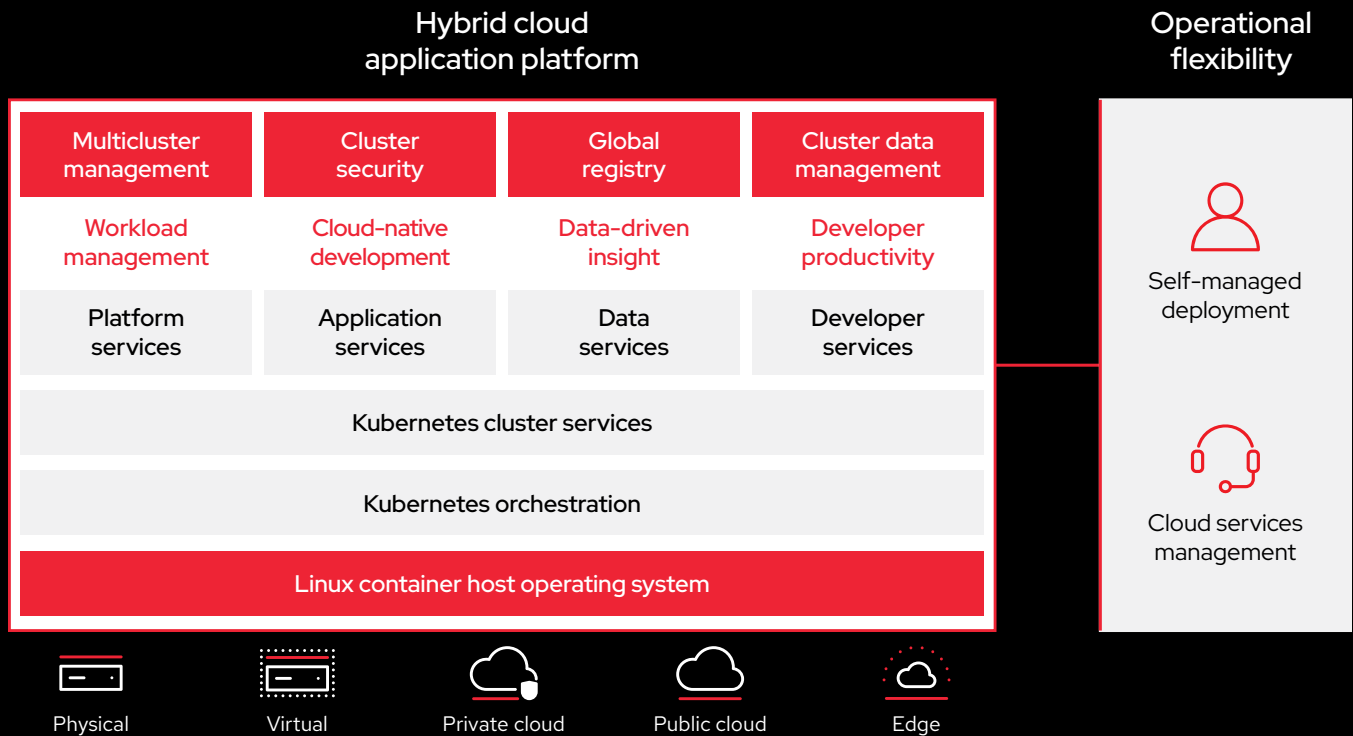 Hybrid cloud
application platform
Operational
flexibility
Multicluster
management
Cluster
security
Global
registry
Cluster data
management
Workload
management
Cloud-native
development
Data-driven
insight
Developer
productivity
Platform
services
Application
services
Data
services
Developer
services
Kubernetes cluster services
Kubernetes orchestration
Linux container host operating system
Self-managed
deployment
Cloud services
management
Physical
Virtual
Private cloud
Public cloud
Edge